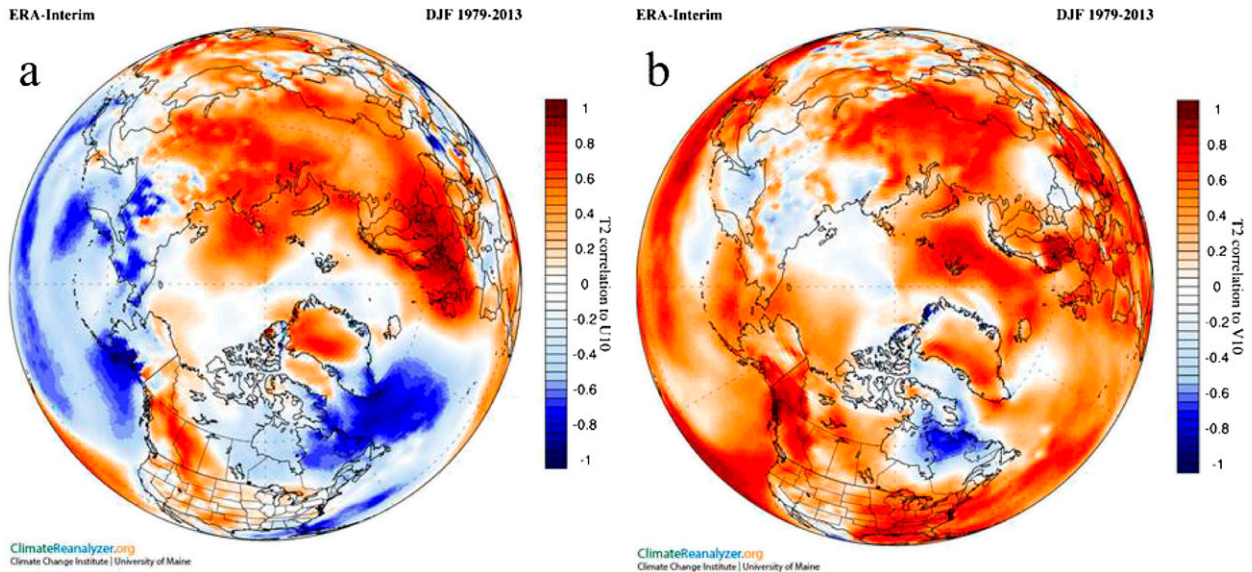 ERA-Interim DJF 1979-2013
a
1
0.8
0.6
0.4
0.2
0
-0.2
-0.4
-0.6
-0.8
-1
T2 correlation to U10
ClimateReanalyzer.org
Climate Change Institute | University of Maine
ERA-Interim DJF 1979-2013
b
1
0.8
0.6
0.4
0.2
0
-0.2
-0.4
-0.6
-0.8
-1
T2 correlation to V10
ClimateReanalyzer.org
Climate Change Institute | University of Maine